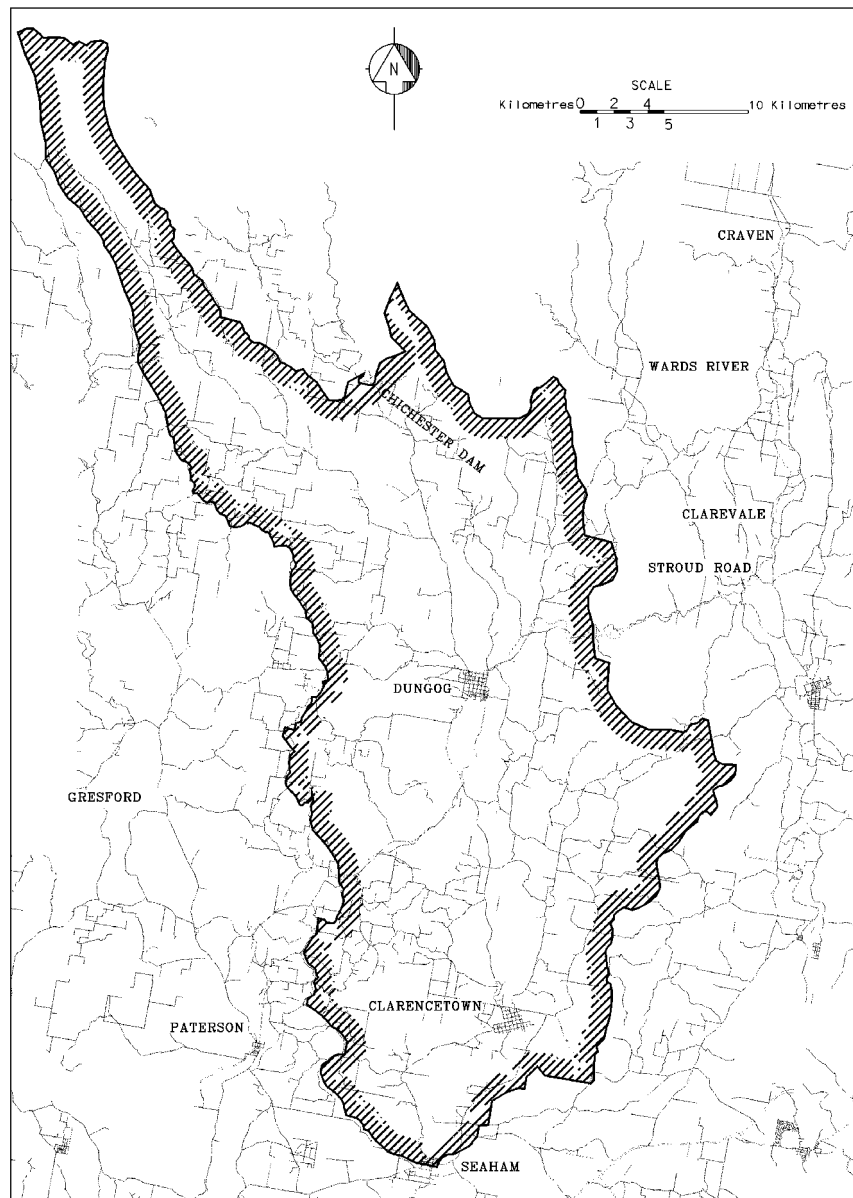 N
SCALE
Kilometres 0 2 4 10 Kilometres
1 3 5
CRAVEN
WARDS RIVER
CHICHESTER DAM
CLAREVALE
STROUD ROAD
DUNGOG
GRESFORD
CLARENCETOWN
PATERSON
SEAHAM